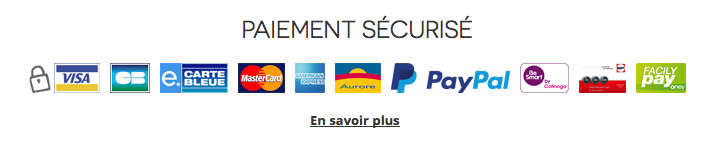 PAIEMENT SÉCURISÉ
VISA CB e. CARTE BLEUE MasterCard AMERICAN EXPRESS Aurore PayPal Be Smart by Cofinoga FACILY pay oney
En savoir plus